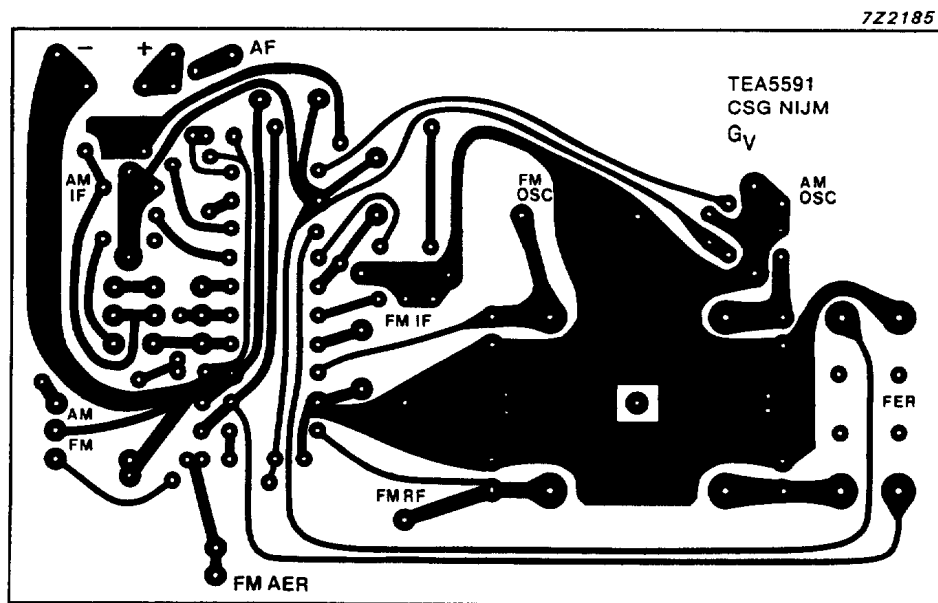 7Z2185
- + AF
TEA5591
CSG NIJM
GV
AM
IF
FM
OSC
AM
OSC
FM IF
AM
FM
FER
FM RF
FM AER